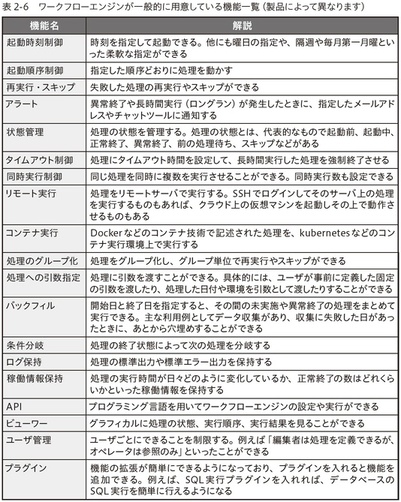 表 2-6　ワークフローエンジンが一般的に用意している機能一覧（製品によって異なります）
機能名　解説
起動時刻制御　時刻を指定して起動できる。他にも曜日の指定や、隔週や毎月第一月曜とい
った柔軟な指定ができる
起動順序制御　指定した順序どおりに処理を動かす
再実行・スキップ　失敗した処理の再実行やスキップができる
アラート　異常終了や長時間実行（ロングラン）が発生したときに、指定したメールアド
レスやチャットツールに通知する
状態管理　処理の状態を管理する。処理の状態とは、代表的なもので起動前、起動中、
正常終了、異常終了、前の処理待ち、スキップなどがある
タイムアウト制御　処理にタイムアウト時間を設定して、長時間実行した処理を強制終了させる
同時実行制御　同じ処理を同時に複数を実行させることができる。同時実行数も設定できる
リモート実行　処理をリモートサーバで実行する。SSHでログインしてそのサーバ上の処理
を実行するものもあれば、クラウド上の仮想マシンを起動しその上で動作さ
せるものもある
コンテナ実行　Dockerなどのコンテナ技術で記述された処理を、kubernetesなどのコン
テナ実行環境上で実行する
処理のグループ化　処理をグループ化し、グループ単位で再実行やスキップができる
処理への引数指定　処理に引数を渡すことができる。具体的には、ユーザが事前に定義した固定
の引数を渡したり、処理した日付や環境を引数として渡したりすることができる
バックフィル　開始日と終了日を指定すると、その間の未実施や異常終了の処理をまとめて
実行できる。主な利用例としてデータ収集があり、収集に失敗した日があっ
たときに、あとから穴埋めすることができる
条件分岐　処理の終了状態によって次の処理を分岐する
ログ保持　処理の標準出力や標準エラー出力を保持する
稼働情報保持　処理の実行時間が日々どのように変化しているか、正常終了の数はどれくら
いかといった稼働情報を保持する
API　プログラミング言語を用いてワークフローエンジンの設定や実行ができる
ビューワー　グラフィカルに処理の状態、実行順序、実行結果を見ることができる
ユーザ管理　ユーザごとにできることを制限する。例えば「編集者は処理を定義できるが、
オペレータは参照のみ」といったことができる
プラグイン　機能の拡張が簡単にできるようになっており、プラグインを入れると機能を
追加できる。例えば、SQL実行プラグインを入れれば、データベースの
SQL実行を簡単に行えるようになる